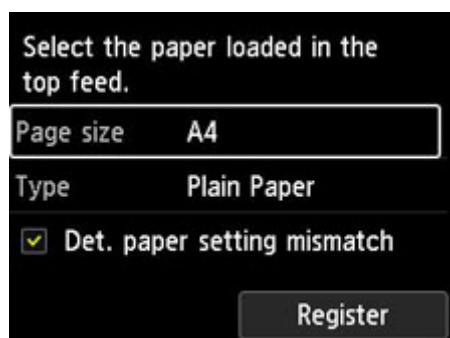 Select the paper loaded in the
top feed.
Page size A4
Type Plain Paper
Det. paper setting mismatch
Register